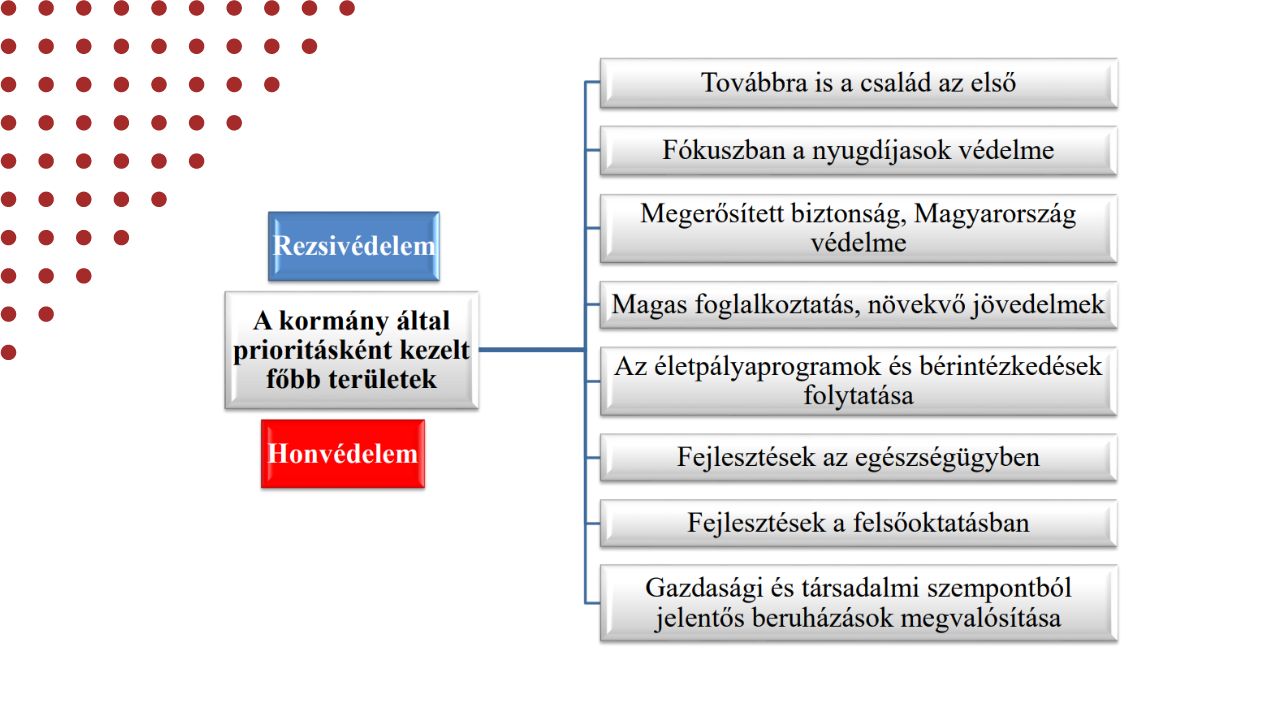 Rezsivédelem
A kormány által
prioritásként kezelt
főbb területek
Honvédelem
Továbbra is a család az első
Fókuszban a nyugdíjasok védelme
Megerősített biztonság, Magyarország
védelme
Magas foglalkoztatás, növekvő jövedelmek
Az életpályaprogramok és bérintézkedések
folytatása
Fejlesztések az egészségügyben
Fejlesztések a felsőoktatásban
Gazdasági és társadalmi szempontból
jelentős beruházások megvalósítása